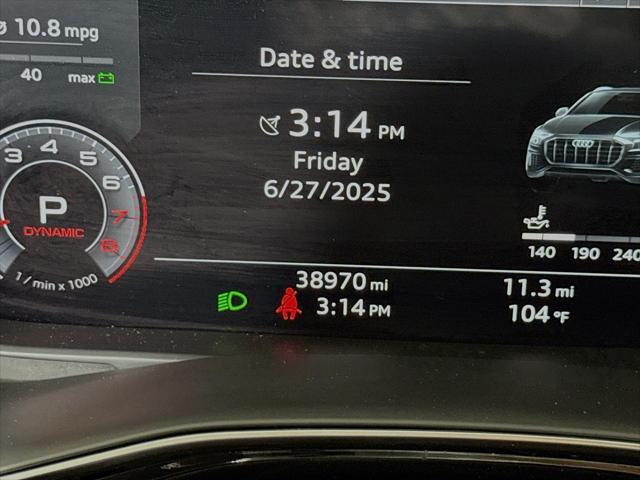 ø 10.8 mpg
40 max
Date & time
3:14 PM
Friday
6/27/2025
3 4 5 6 7 8
P
DYNAMIC
1/min x 1000
140 190 240
38970 mi
3:14 PM
11.3 mi
104 °F